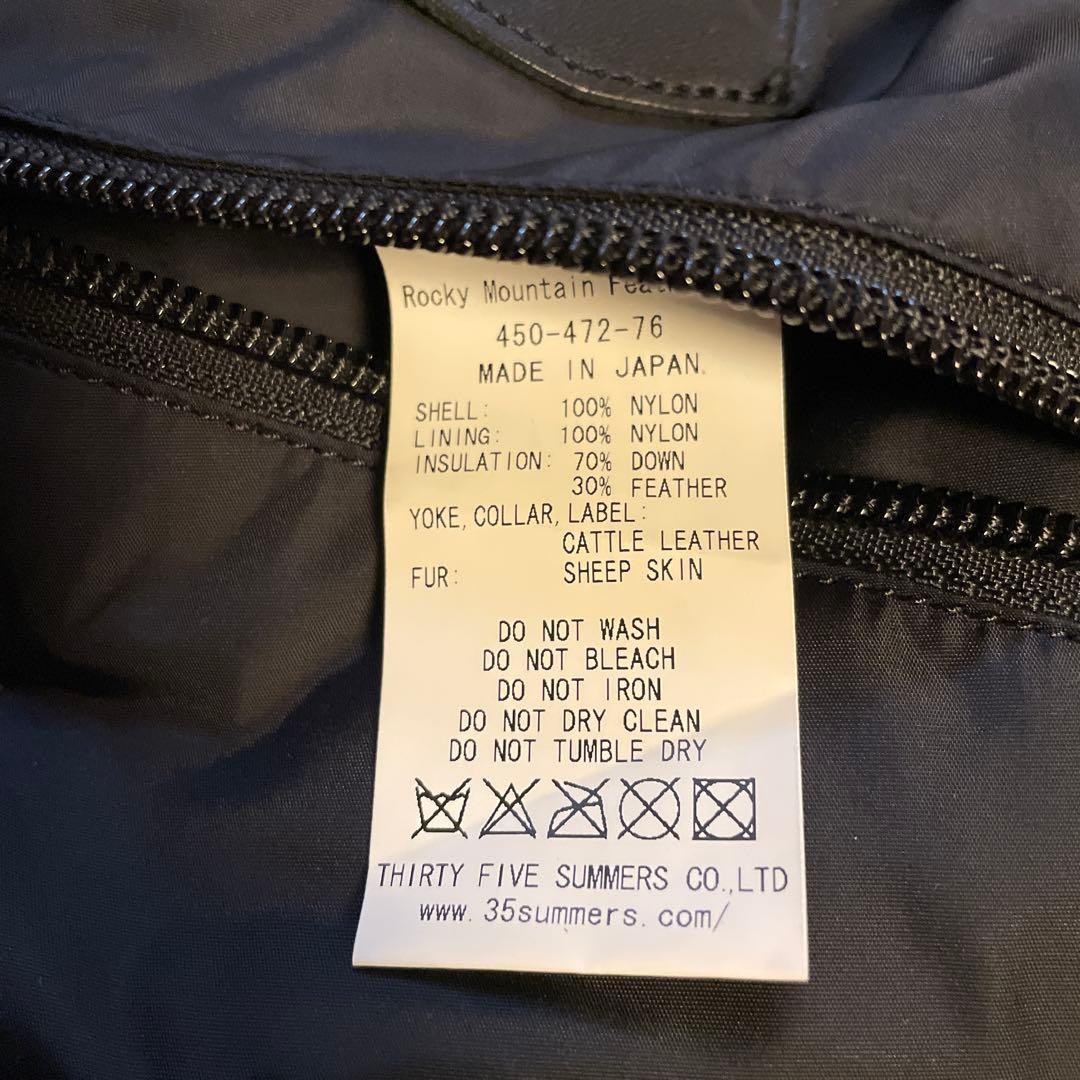 Rocky Mountain
450-472-76
MADE IN JAPAN.
SHELL: 100% NYLON
LINING: 100% NYLON
INSULATION: 70% DOWN
30% FEATHER
YOKE, COLLAR, LABEL:
CATTLE LEATHER
FUR: SHEEP SKIN
DO NOT WASH
DO NOT BLEACH
DO NOT IRON
DO NOT DRY CLEAN
DO NOT TUMBLE DRY
THIRTY FIVE SUMMERS CO.,LTD
www.35summers.com/